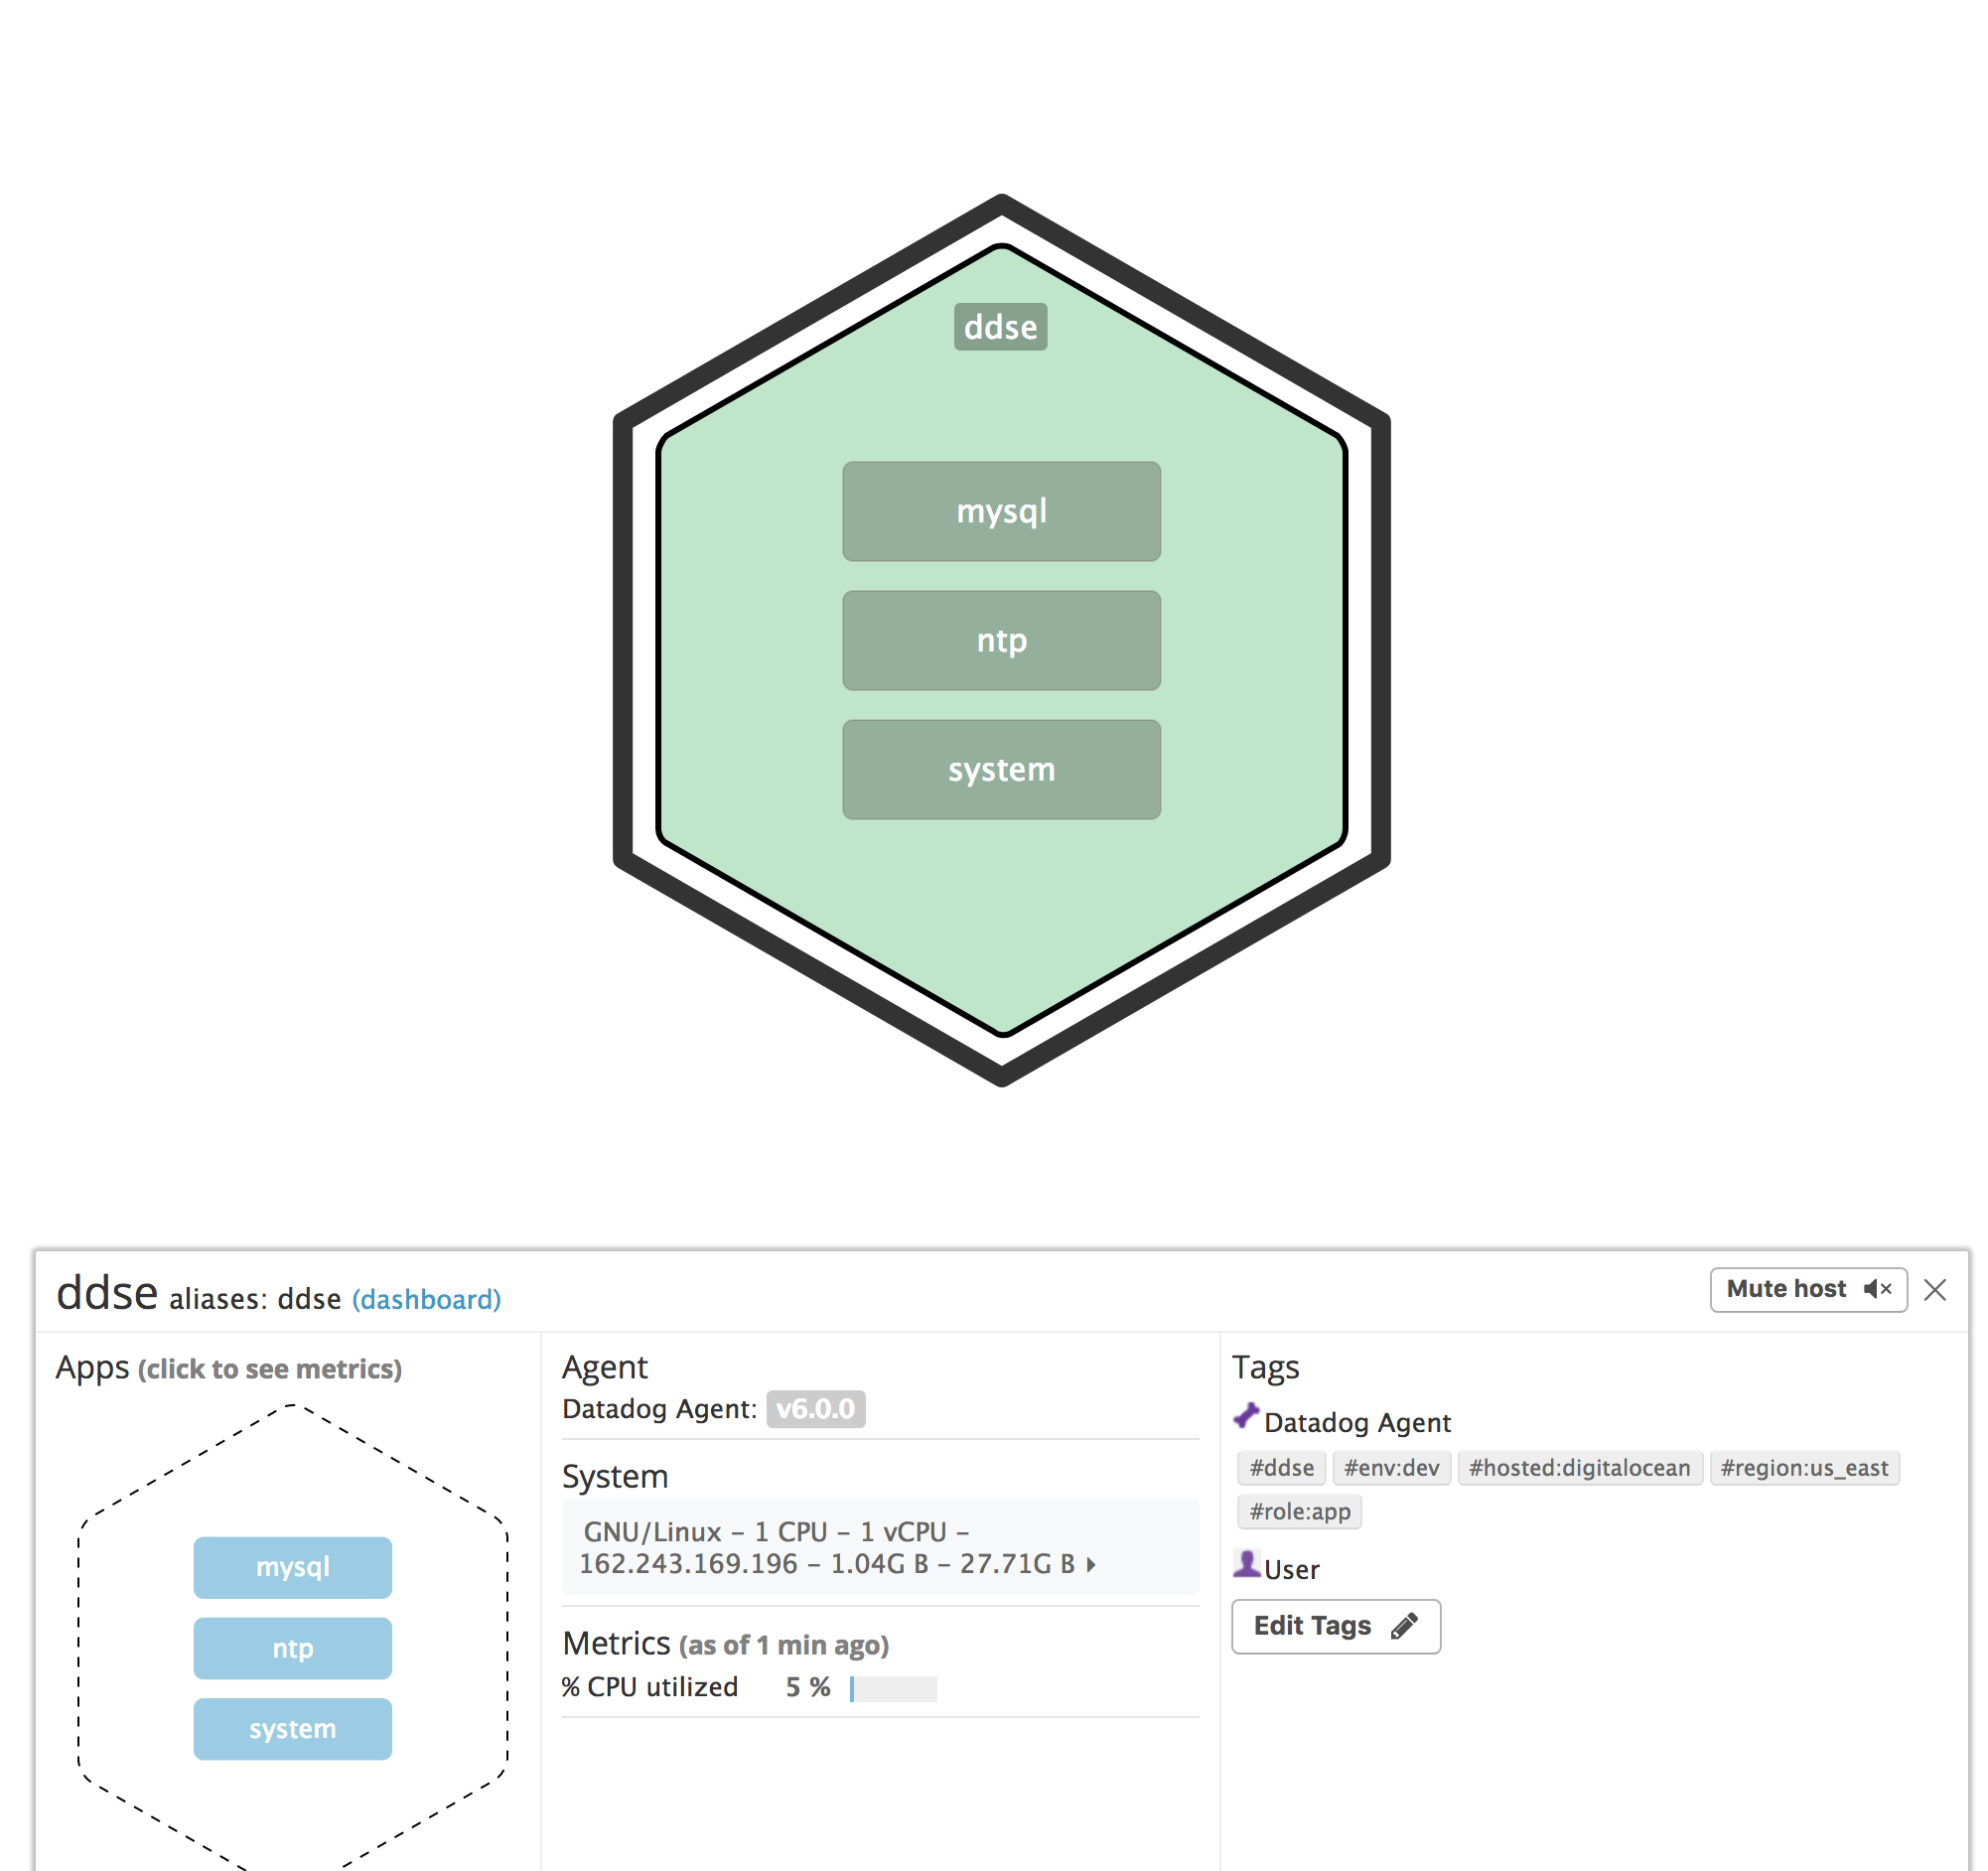 ddse
mysql
ntp
system
ddse aliases: ddse (dashboard)
Mute host
Apps (click to see metrics)
mysql
ntp
system
Agent
Datadog Agent: v6.0.0
System
GNU/Linux – 1 CPU – 1 vCPU –
162.243.169.196 – 1.04G B – 27.71G B
Metrics (as of 1 min ago)
% CPU utilized 5 %
Tags
Datadog Agent
#ddse #env:dev #hosted:digitalocean #region:us_east
#role:app
User
Edit Tags